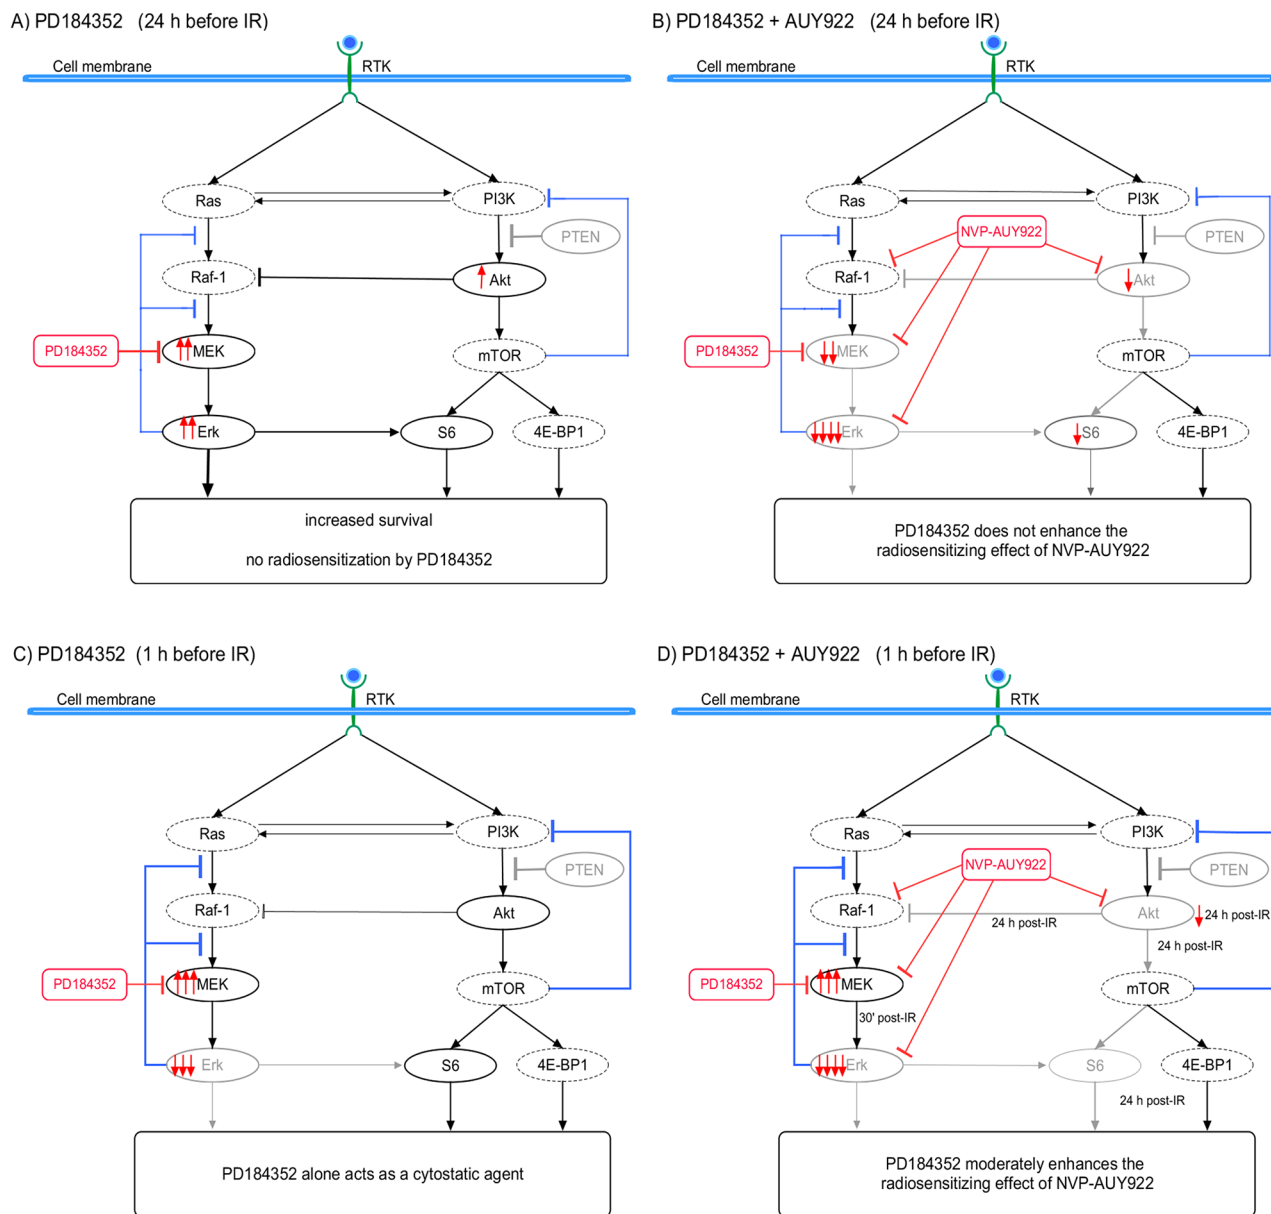 A) PD184352 (24 h before IR)
Cell membrane
RTK
Ras
PI3K
PTEN
Raf-1
Akt
PD184352
MEK
mTOR
Erk
S6
4E-BP1
increased survival
no radiosensitization by PD184352
B) PD184352 + AUY922 (24 h before IR)
Cell membrane
RTK
Ras
PI3K
NVP-AUY922
PTEN
Raf-1
Akt
PD184352
MEK
mTOR
Erk
S6
4E-BP1
PD184352 does not enhance the
radiosensitizing effect of NVP-AUY922
C) PD184352 (1 h before IR)
Cell membrane
RTK
Ras
PI3K
PTEN
Raf-1
Akt
PD184352
MEK
mTOR
Erk
S6
4E-BP1
PD184352 alone acts as a cytostatic agent
D) PD184352 + AUY922 (1 h before IR)
Cell membrane
RTK
Ras
PI3K
NVP-AUY922
PTEN
Raf-1
Akt
24 h post-IR
24 h post-IR
24 h post-IR
PD184352
MEK
mTOR
30' post-IR
Erk
S6
4E-BP1
24 h post-IR
PD184352 moderately enhances the
radiosensitizing effect of NVP-AUY922